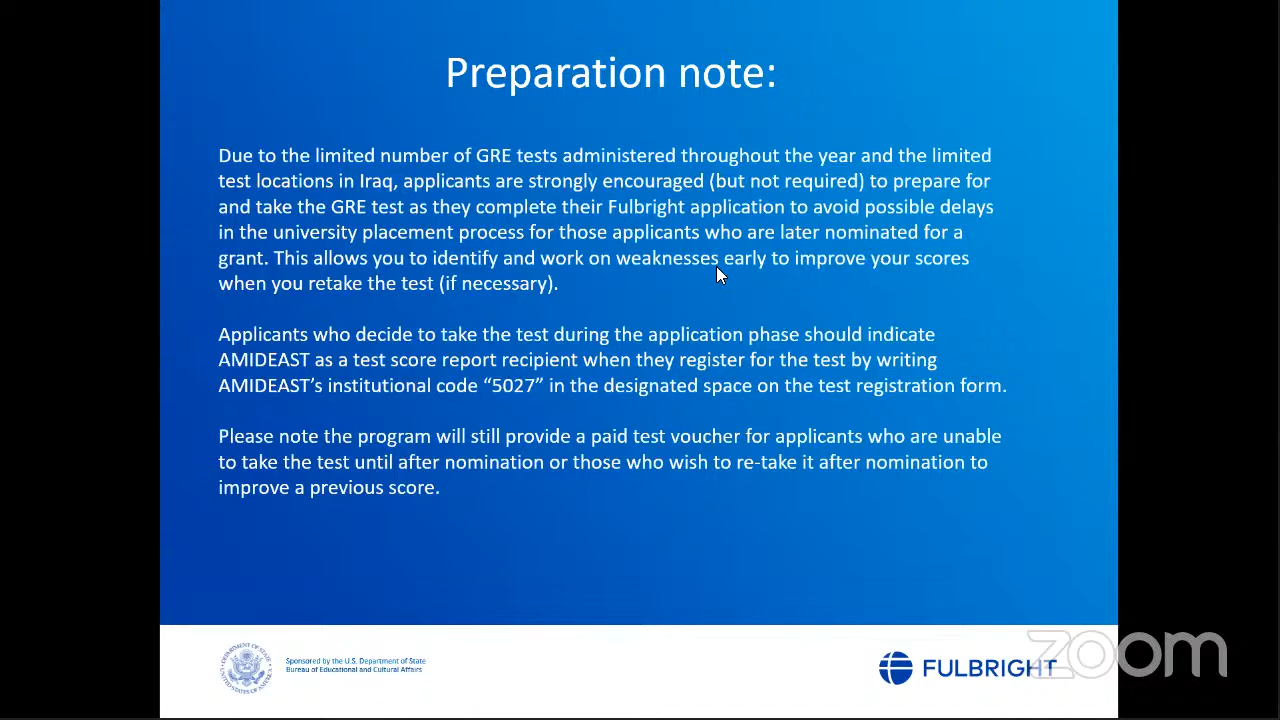 Preparation note:
Due to the limited number of GRE tests administered throughout the year and the limited
test locations in Iraq, applicants are strongly encouraged (but not required) to prepare for
and take the GRE test as they complete their Fulbright application to avoid possible delays
in the university placement process for those applicants who are later nominated for a
grant. This allows you to identify and work on weaknesses early to improve your scores
when you retake the test (if necessary).
Applicants who decide to take the test during the application phase should indicate
AMIDEAST as a test score report recipient when they register for the test by writing
AMIDEAST’s institutional code “5027” in the designated space on the test registration form.
Please note the program will still provide a paid test voucher for applicants who are unable
to take the test until after nomination or those who wish to re-take it after nomination to
improve a previous score.
Sponsored by the U.S. Department of State
Bureau of Educational and Cultural Affairs
FULBRIGHT
zoom